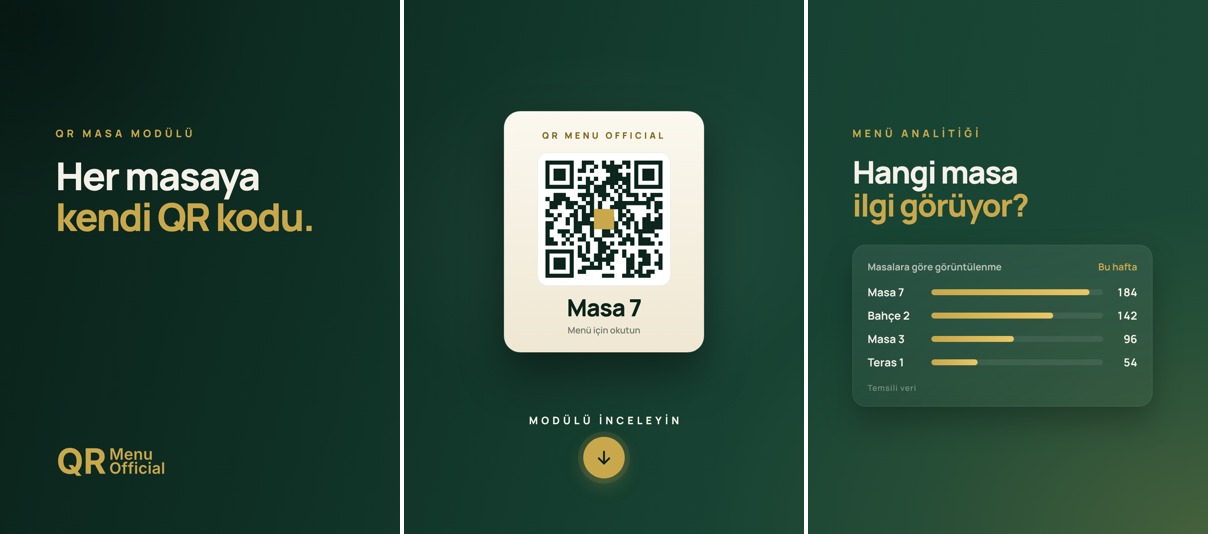 QR MASA MODÜLÜ
Her masaya
kendi QR kodu.
QR Menu
Official
QR MENU OFFICIAL
Masa 7
Menü için okutun
MODÜLÜ İNCELEYİN
MENÜ ANALİTİĞİ
Hangi masa
ilgi görüyor?
Masalara göre görüntülenme Bu hafta
Masa 7 184
Bahçe 2 142
Masa 3 96
Teras 1 54
Temsili veri